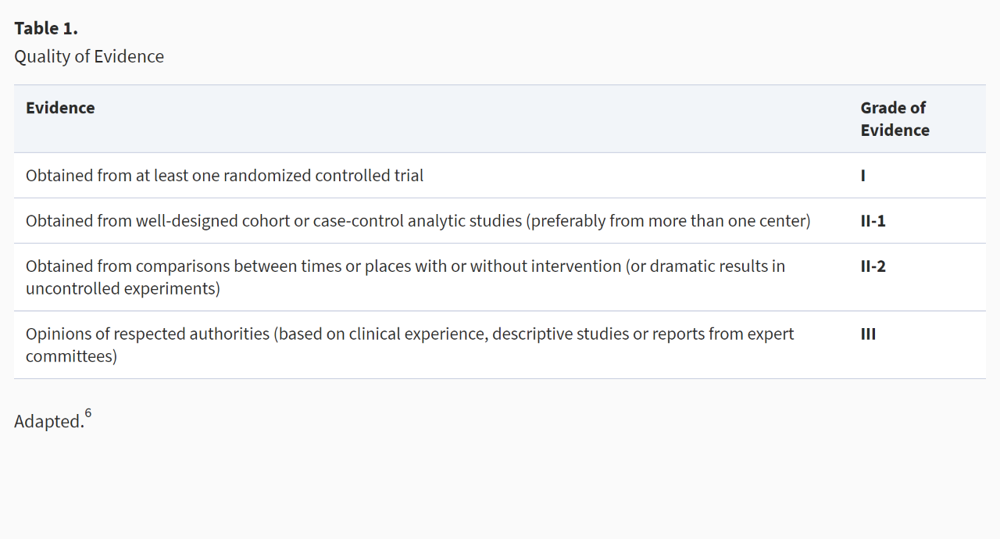 Table 1.
Quality of Evidence
Evidence
Grade of
Evidence
Obtained from at least one randomized controlled trial
I
Obtained from well-designed cohort or case-control analytic studies (preferably from more than one center)
II-1
Obtained from comparisons between times or places with or without intervention (or dramatic results in
uncontrolled experiments)
II-2
Opinions of respected authorities (based on clinical experience, descriptive studies or reports from expert
committees)
III
Adapted.6